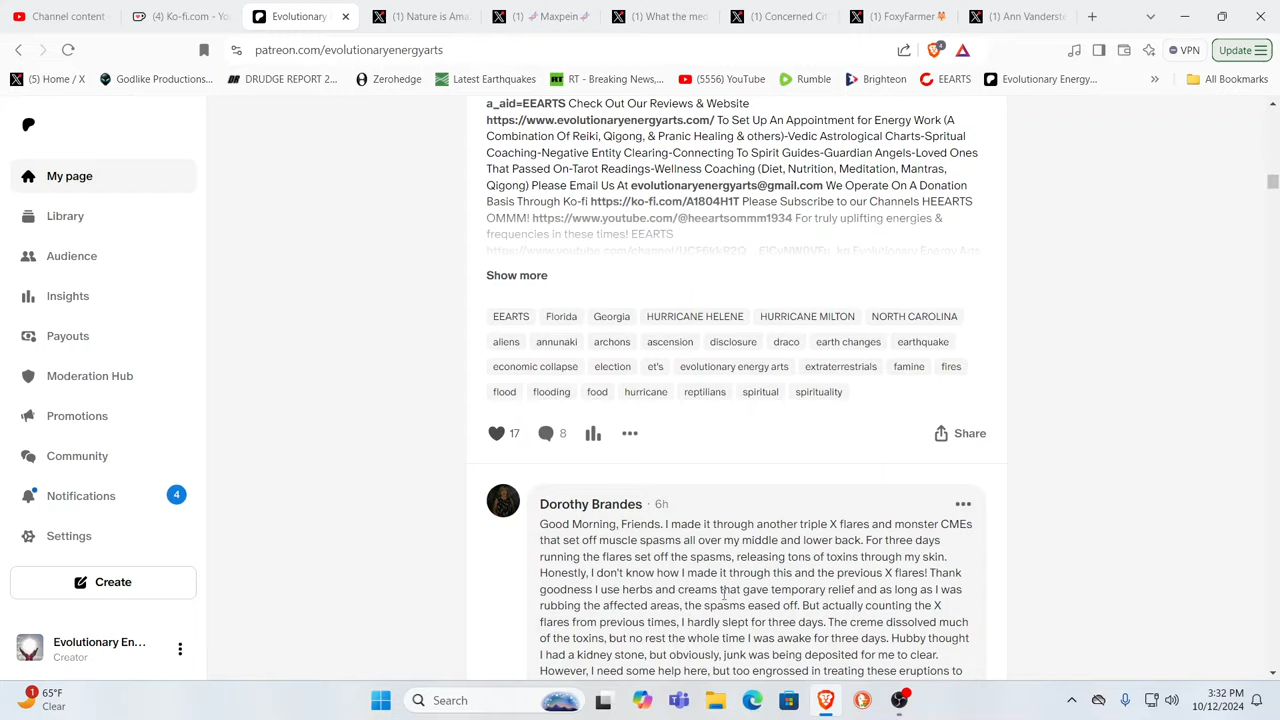 Channel content
(4) Ko-fi.com - Yo
Evolutionary
(1) Nature is Ama
(1) 🧬Maxpein🧬
(1) What the med
(1) Concerned Cit
(1) FoxyFarmer🦊
(1) Ann Vanderste
patreon.com/evolutionaryenergyarts
4
VPN
Update
(5) Home / X
Godlike Productions...
DRUDGE REPORT 2...
Zerohedge
Latest Earthquakes
RT
RT - Breaking News,...
(5556) YouTube
Rumble
Brighteon
EEARTS
Evolutionary Energy...
»
All Bookmarks
My page
Library
Audience
Insights
Payouts
Moderation Hub
Promotions
Community
Notifications
4
Settings
Create
Evolutionary En...
Creator
a_aid=EEARTS Check Out Our Reviews & Website
https://www.evolutionaryenergyarts.com/ To Set Up An Appointment for Energy Work (A
Combination Of Reiki, Qigong, & Pranic Healing & others)-Vedic Astrological Charts-Spritual
Coaching-Negative Entity Clearing-Connecting To Spirit Guides-Guardian Angels-Loved Ones
That Passed On-Tarot Readings-Wellness Coaching (Diet, Nutrition, Meditation, Mantras,
Qigong) Please Email Us At evolutionaryenergyarts@gmail.com We Operate On A Donation
Basis Through Ko-fi https://ko-fi.com/A1804H1T Please Subscribe to our Channels HEEARTS
OMMM! https://www.youtube.com/@heeartsommm1934 For truly uplifting energies &
frequencies in these times! EEARTS
Evolutionary Energy Arts
Show more
EEARTS
Florida
Georgia
HURRICANE HELENE
HURRICANE MILTON
NORTH CAROLINA
aliens
annunaki
archons
ascension
disclosure
draco
earth changes
earthquake
economic collapse
election
et's
evolutionary energy arts
extraterrestrials
famine
fires
flood
flooding
food
hurricane
reptilians
spiritual
spirituality
17
8
Share
Dorothy Brandes · 6h
Good Morning, Friends. I made it through another triple X flares and monster CMEs
that set off muscle spasms all over my middle and lower back. For three days
running the flares set off the spasms, releasing tons of toxins through my skin.
Honestly, I don't know how I made it through this and the previous X flares! Thank
goodness I use herbs and creams that gave temporary relief and as long as I was
rubbing the affected areas, the spasms eased off. But actually counting the X
flares from previous times, I hardly slept for three days. The creme dissolved much
of the toxins, but no rest the whole time I was awake for three days. Hubby thought
I had a kidney stone, but obviously, junk was being deposited for me to clear.
However, I need some help here, but too engrossed in treating these eruptions to
1
65°F
Clear
Search
3:32 PM
10/12/2024